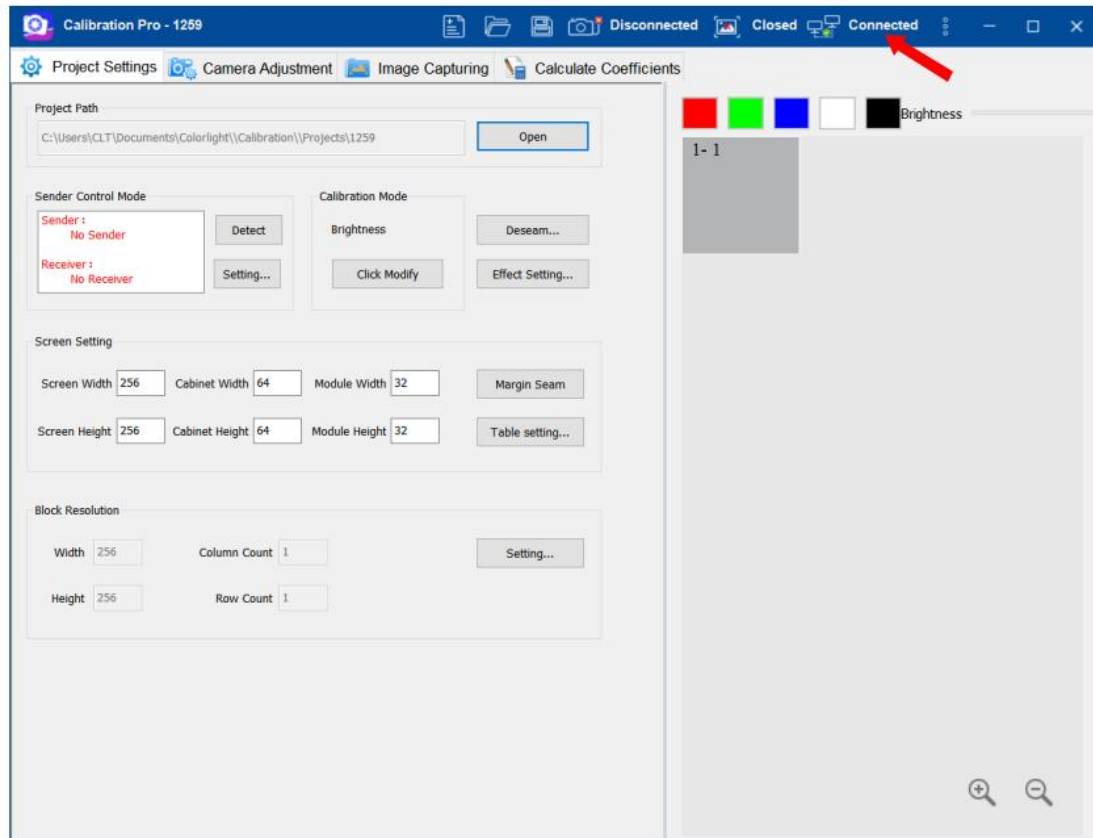 Calibration Pro - 1259 Disconnected Closed Connected
Project Settings Camera Adjustment Image Capturing Calculate Coefficients
Project Path
C:\Users\CLT\Documents\Colorlight\\Calibration\\Projects\1259 Open
Sender Control Mode
Sender:
No Sender
Receiver:
No Receiver
Detect
Setting...
Calibration Mode
Brightness
Click Modify
Deseam...
Effect Setting...
Screen Setting
Screen Width 256 Cabinet Width 64 Module Width 32 Margin Seam
Screen Height 256 Cabinet Height 64 Module Height 32 Table setting...
Block Resolution
Width 256 Column Count 1 Setting...
Height 256 Row Count 1
Brightness
1- 1